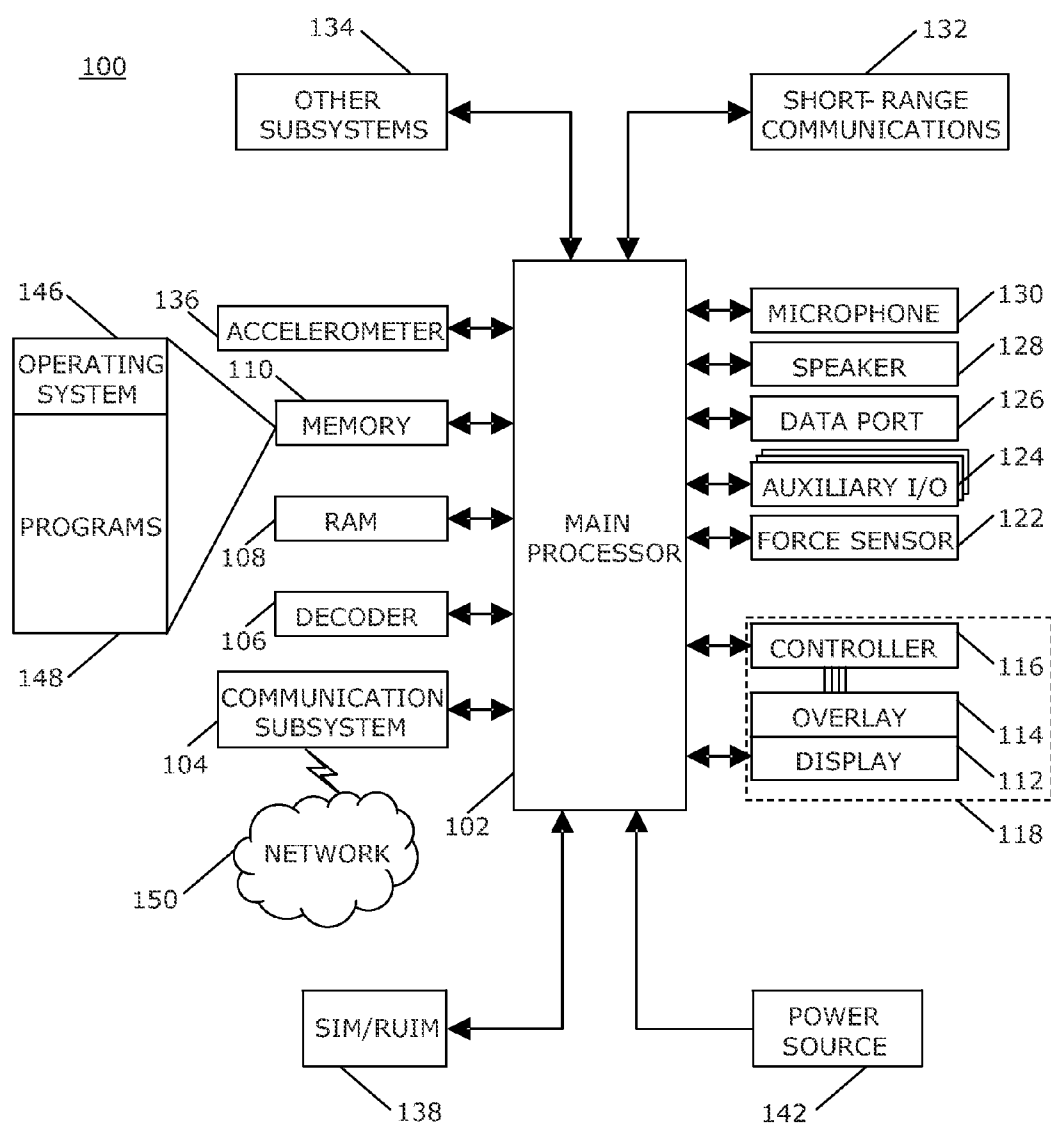 134
132
100
OTHER
SUBSYSTEMS
SHORT-RANGE
COMMUNICATIONS
146
136
ACCELEROMETER
MICROPHONE
130
OPERATING
SYSTEM
110
SPEAKER
128
MEMORY
DATA PORT
126
AUXILIARY I/O
124
PROGRAMS
RAM
108
MAIN
PROCESSOR
FORCE SENSOR
122
DECODER
106
CONTROLLER
116
148
COMMUNICATION
SUBSYSTEM
104
OVERLAY
114
DISPLAY
112
102
118
NETWORK
150
SIM/RUIM
POWER
SOURCE
138
142